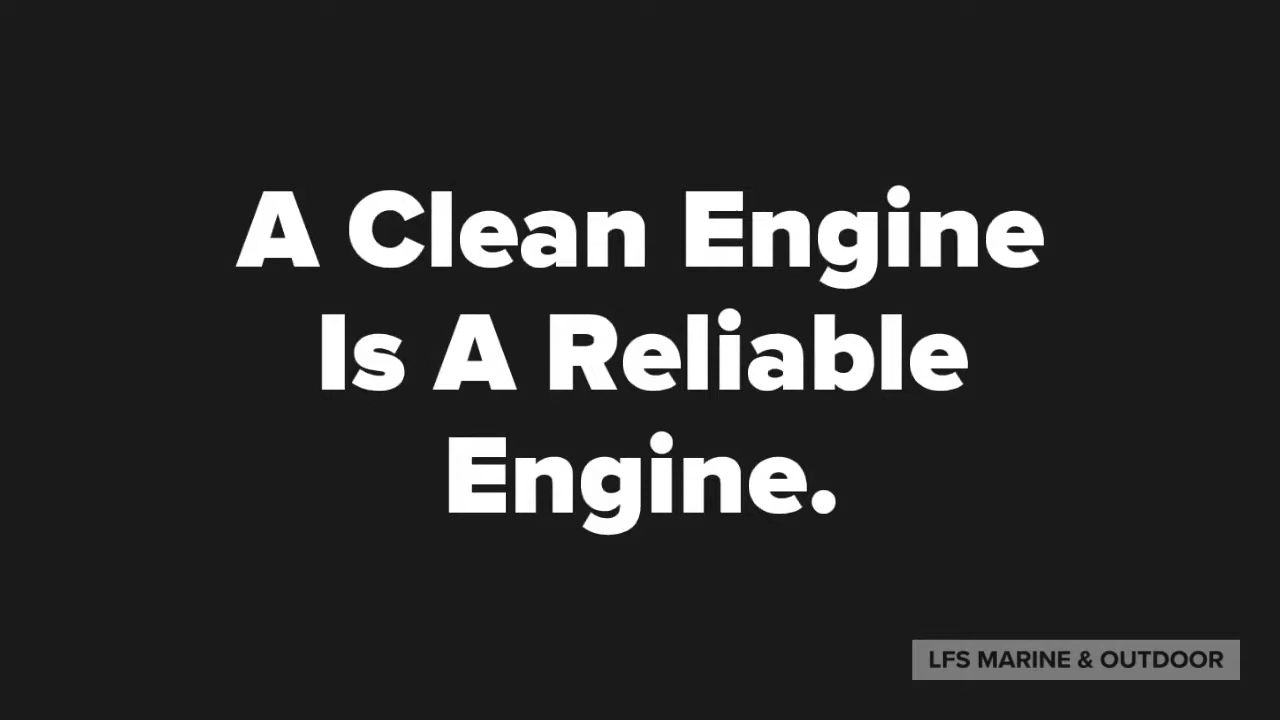 A Clean Engine
Is A Reliable
Engine.
LFS MARINE & OUTDOOR